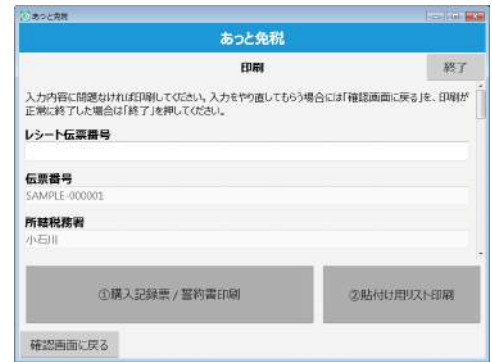 あっと免税
あっと免税
印刷
終了
入力内容に問題なければ印刷してください。入力をやり直してもらう場合には「確認画面に戻る」を、印刷が
正常に終了した場合は「終了」を押してください。
レシート伝票番号
伝票番号
SAMPLE-000001
所轄税務署
小石川
①購入記録票 / 誓約書印刷
②貼付け用リスト印刷
確認画面に戻る